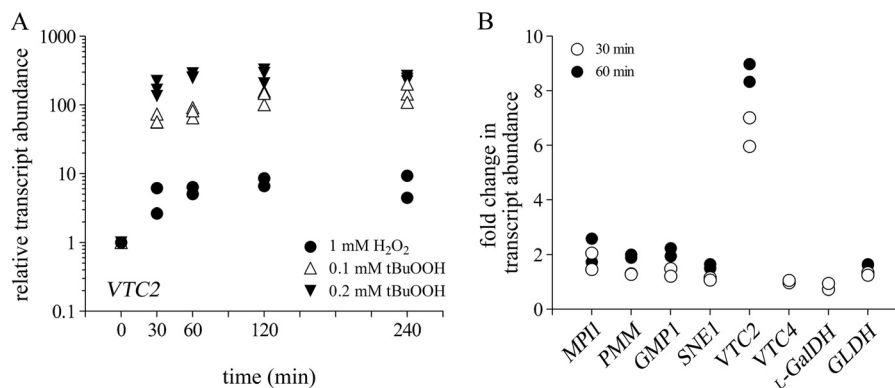 A
relative transcript abundance
1000
100
10
1
0.1
VTC2
1 mM H₂O₂
0.1 mM tBuOOH
0.2 mM tBuOOH
0 30 60 120 240
time (min)
B
fold change in
transcript abundance
10
8
6
4
2
0
30 min
60 min
MPI1 PMM GMP1 SNE1 VTC2 VTC4 L-GalDH GLDH